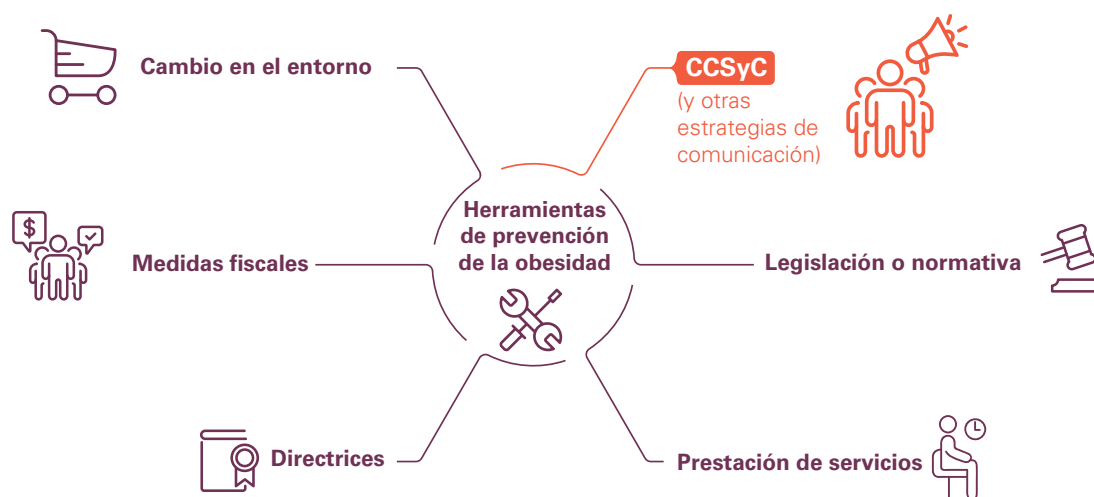 Cambio en el entorno
CCSyC
(y otras
estrategias de
comunicación)
Herramientas
de prevención
de la obesidad
$
Medidas fiscales
Legislación o normativa
Directrices
Prestación de servicios